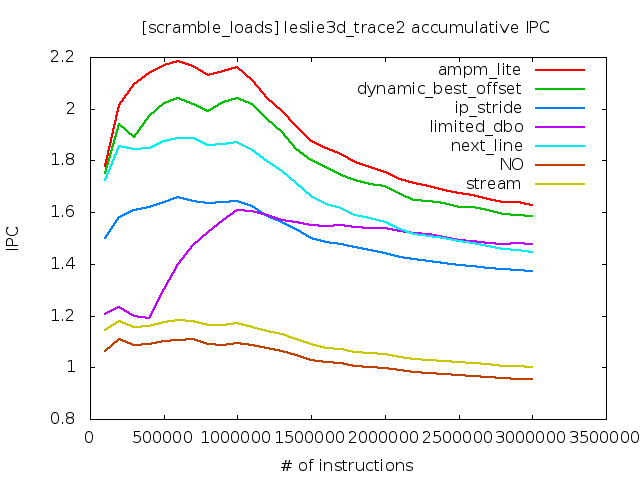 [scramble_loads] leslie3d_trace2 accumulative IPC
2.2
2
1.8
1.6
1.4
1.2
1
0.8
IPC
ampm_lite
dynamic_best_offset
ip_stride
limited_dbo
next_line
NO
stream
0 500000 1000000 1500000 2000000 2500000 3000000 3500000
# of instructions